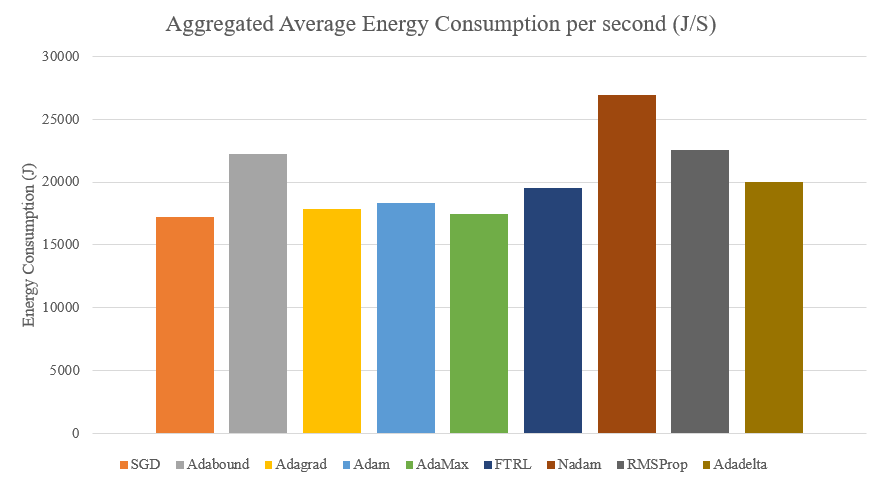 Aggregated Average Energy Consumption per second (J/S)
30000
25000
20000
15000
10000
5000
0
Energy Consumption (J)
SGD Adabound Adagrad Adam AdaMax FTRL Nadam RMSProp Adadelta